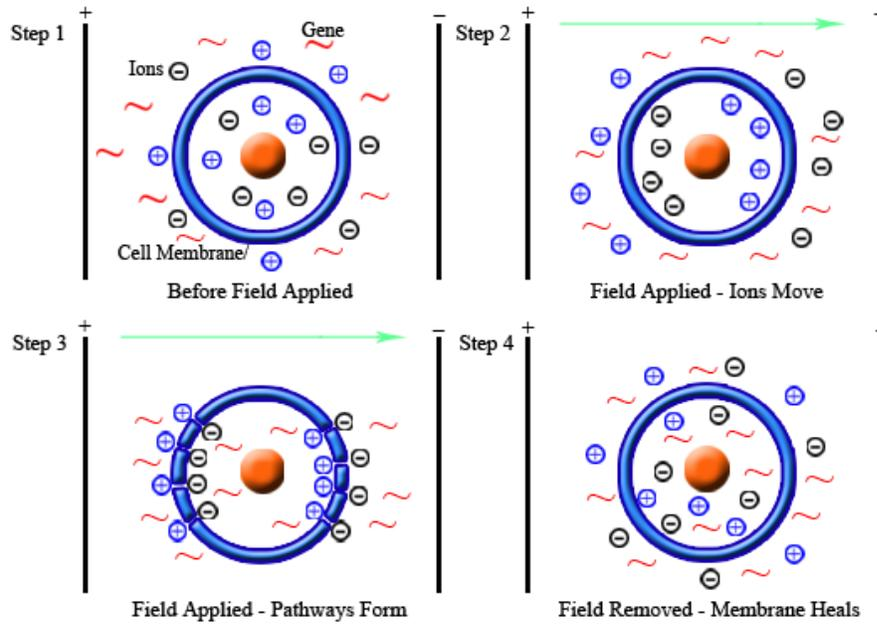 +
−
Step 1
Gene
Ions
Cell Membrane
Before Field Applied
+
Step 2
Field Applied - Ions Move
+
−
Step 3
Field Applied - Pathways Form
+
Step 4
Field Removed - Membrane Heals